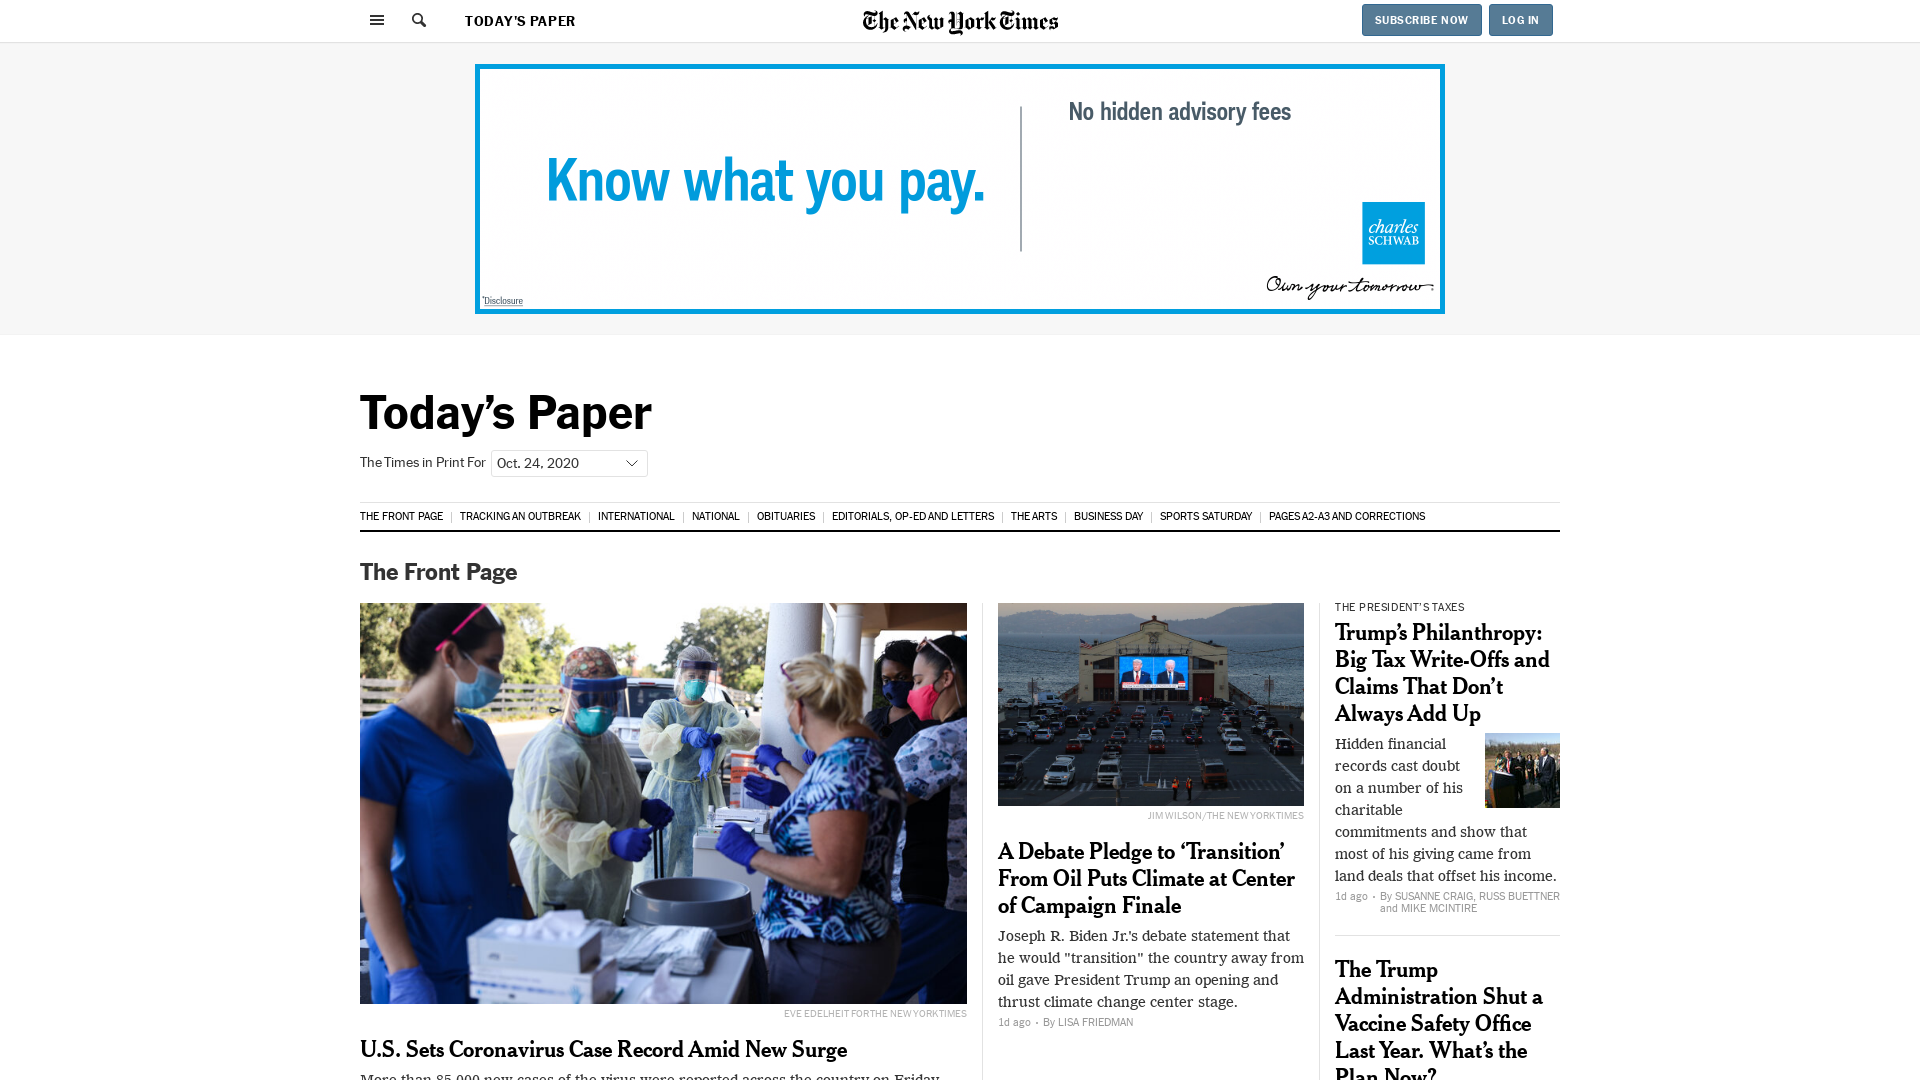 TODAY'S PAPER
The New York Times
SUBSCRIBE NOW
LOG IN
Know what you pay.
No hidden advisory fees
charles
SCHWAB
Own your tomorrow
*Disclosure
Today’s Paper
The Times in Print For
Oct. 24, 2020
THE FRONT PAGE
TRACKING AN OUTBREAK
INTERNATIONAL
NATIONAL
OBITUARIES
EDITORIALS, OP-ED AND LETTERS
THE ARTS
BUSINESS DAY
SPORTS SATURDAY
PAGES A2-A3 AND CORRECTIONS
The Front Page
EVE EDELHEIT FOR THE NEW YORK TIMES
U.S. Sets Coronavirus Case Record Amid New Surge
More than 85,000 new cases of the virus were reported across the country on Friday,
JIM WILSON/THE NEW YORK TIMES
A Debate Pledge to ‘Transition’
From Oil Puts Climate at Center
of Campaign Finale
Joseph R. Biden Jr.'s debate statement that
he would "transition" the country away from
oil gave President Trump an opening and
thrust climate change center stage.
1d ago · By LISA FRIEDMAN
THE PRESIDENT’S TAXES
Trump’s Philanthropy:
Big Tax Write-Offs and
Claims That Don’t
Always Add Up
Hidden financial
records cast doubt
on a number of his
charitable
commitments and show that
most of his giving came from
land deals that offset his income.
1d ago · By SUSANNE CRAIG, RUSS BUETTNER
and MIKE MCINTIRE
The Trump
Administration Shut a
Vaccine Safety Office
Last Year. What’s the
Plan Now?